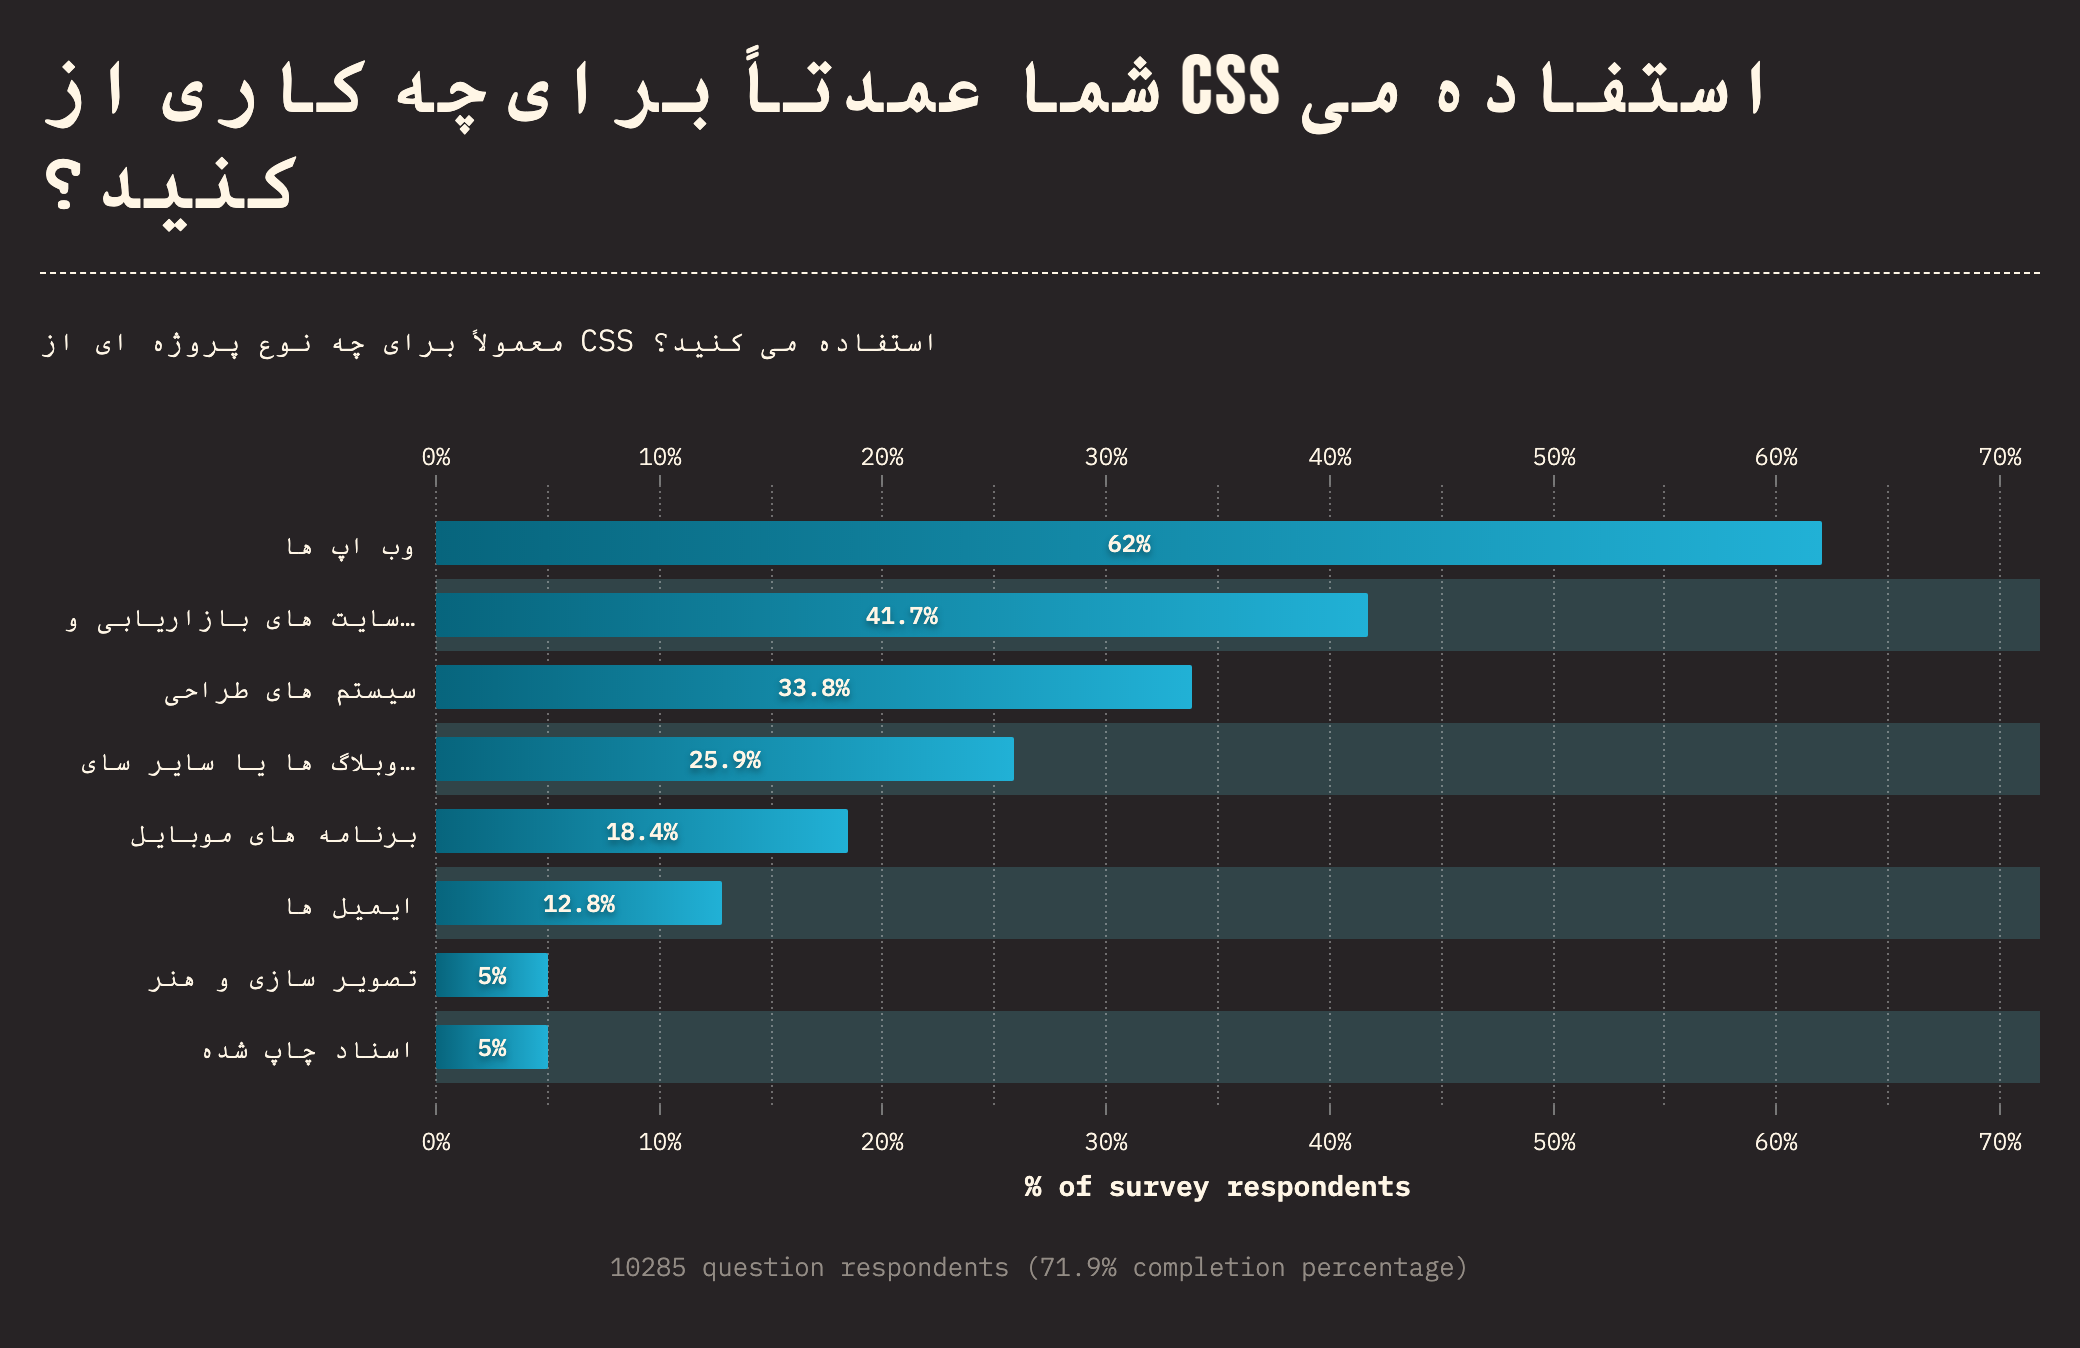 شما عمدتاً برای چه کاری از CSS استفاده می
کنید؟
معمولاً برای چه نوع پروژه ای از CSS استفاده می کنید؟
0% 10% 20% 30% 40% 50% 60% 70%
وب اپ ها 62%
سایت های بازاریابی و… 41.7%
سیستم های طراحی 33.8%
وبلاگ ها یا سایر سای… 25.9%
برنامه های موبایل 18.4%
ایمیل ها 12.8%
تصویر سازی و هنر 5%
اسناد چاپ شده 5%
0% 10% 20% 30% 40% 50% 60% 70%
% of survey respondents
10285 question respondents (71.9% completion percentage)